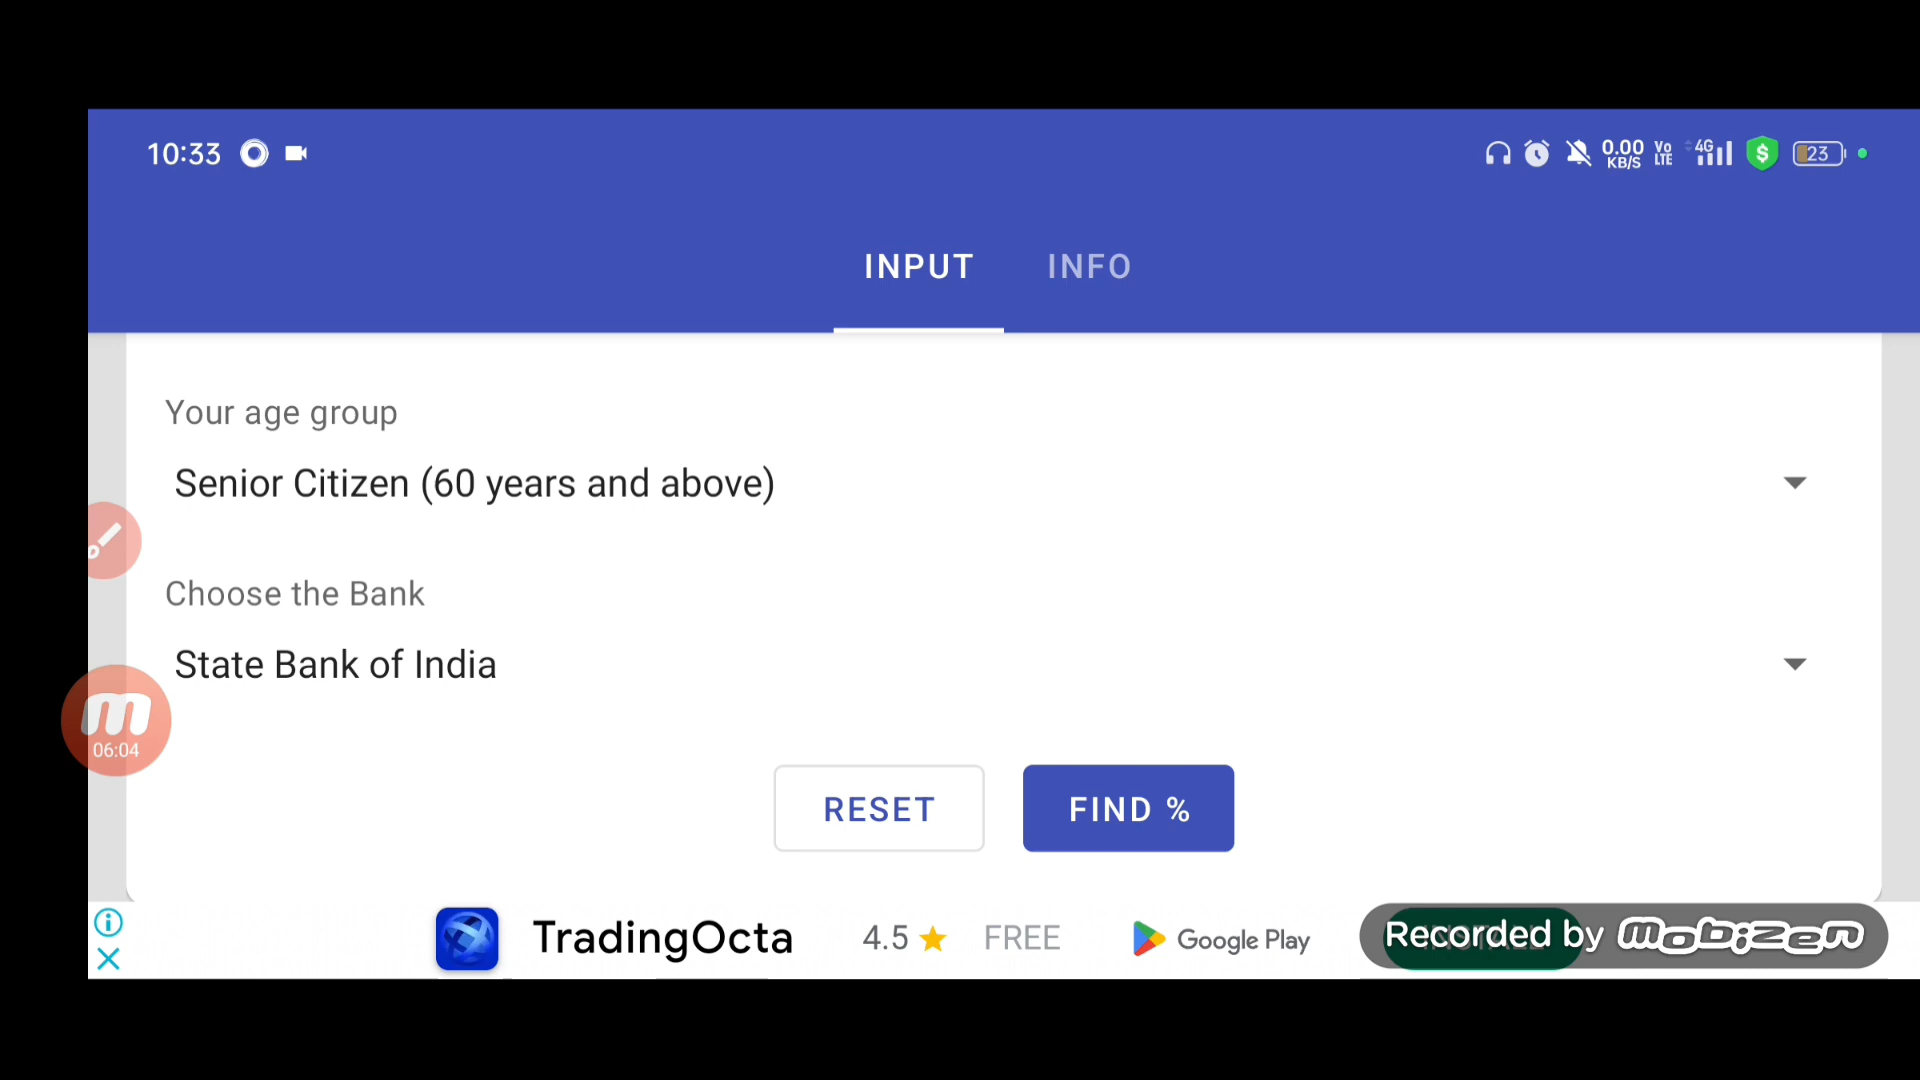 10:33
0.00 KB/S
Vo LTE
4G
$
23
INPUT INFO
Your age group
Senior Citizen (60 years and above)
Choose the Bank
State Bank of India
m
06:04
RESET FIND %
TradingOcta 4.5 FREE Google Play Recorded by mobizen